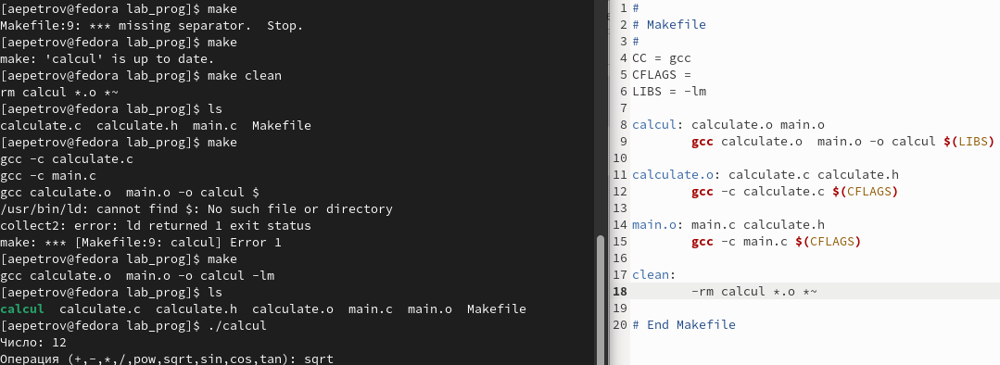 [aepetrov@fedora lab_prog]$ make
Makefile:9: *** missing separator.  Stop.
[aepetrov@fedora lab_prog]$ make
make: 'calcul' is up to date.
[aepetrov@fedora lab_prog]$ make clean
rm calcul *.o *~
[aepetrov@fedora lab_prog]$ ls
calculate.c  calculate.h  main.c  Makefile
[aepetrov@fedora lab_prog]$ make
gcc -c calculate.c
gcc -c main.c
gcc calculate.o  main.o -o calcul $
/usr/bin/ld: cannot find $: No such file or directory
collect2: error: ld returned 1 exit status
make: *** [Makefile:9: calcul] Error 1
[aepetrov@fedora lab_prog]$ make
gcc calculate.o  main.o -o calcul -lm
[aepetrov@fedora lab_prog]$ ls
calcul  calculate.c  calculate.h  calculate.o  main.c  main.o  Makefile
[aepetrov@fedora lab_prog]$ ./calcul
Число: 12
Операция (+,-,*,/,pow,sqrt,sin,cos,tan): sqrt
1 #
2 # Makefile
3 #
4 CC = gcc
5 CFLAGS =
6 LIBS = -lm
7
8 calcul: calculate.o main.o
9         gcc calculate.o  main.o -o calcul $(LIBS)
10
11 calculate.o: calculate.c calculate.h
12         gcc -c calculate.c $(CFLAGS)
13
14 main.o: main.c calculate.h
15         gcc -c main.c $(CFLAGS)
16
17 clean:
18         -rm calcul *.o *~
19
20 # End Makefile